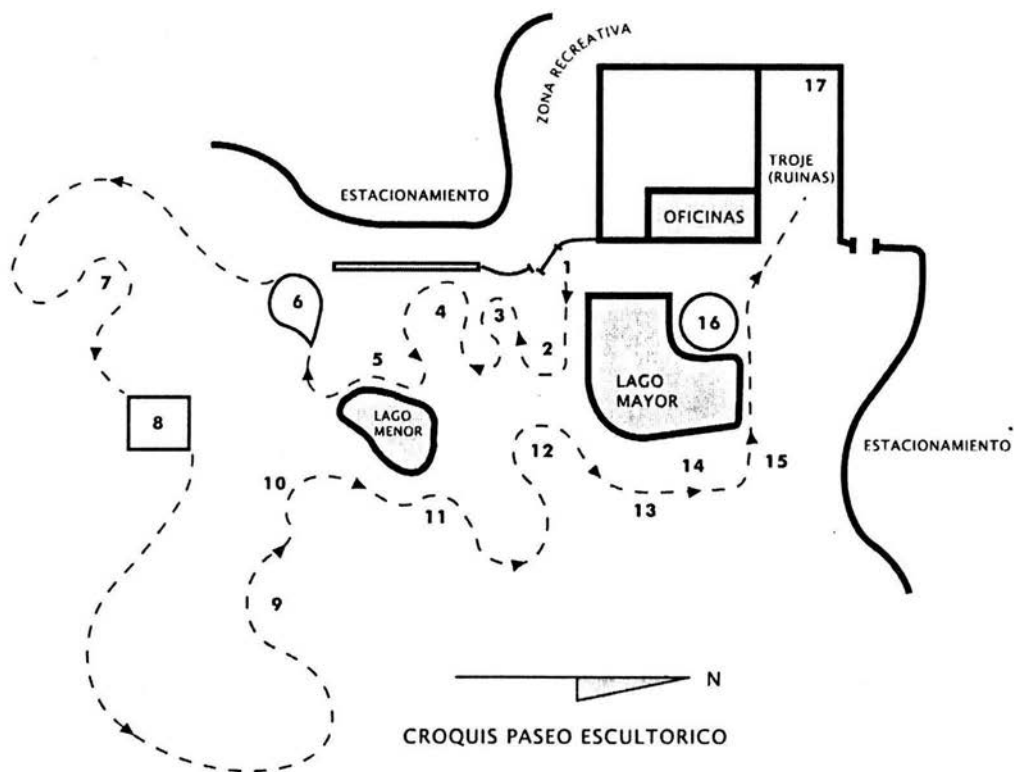 ZONA RECREATIVA
17
TROJE
(RUINAS)
ESTACIONAMIENTO
OFICINAS
1
7
6
4
3
16
2
5
LAGO
MAYOR
8
LAGO
MENOR
12
ESTACIONAMIENTO
14
15
10
11
13
9
N
CROQUIS PASEO ESCULTORICO